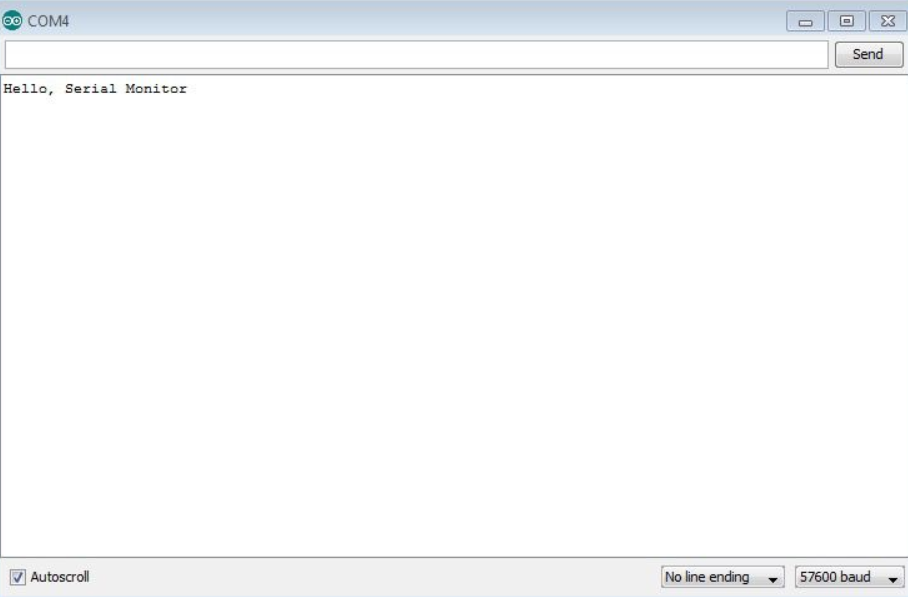 COM4
Send
Hello, Serial Monitor
Autoscroll
No line ending
57600 baud